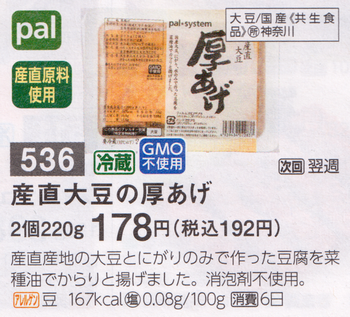 pal
産直原料
使用
pal*system
産直
大豆
厚あげ
大豆/国産《共生食
品》㊟神奈川
536
冷蔵
GMO
不使用
次回 翌週
産直大豆の厚あげ
2個220g 178円(税込192円)
産直産地の大豆とにがりのみで作った豆腐を菜
種油でからりと揚げました。消泡剤不使用。
アレルゲン 豆 167kcal 塩 0.08g/100g 消費 6日